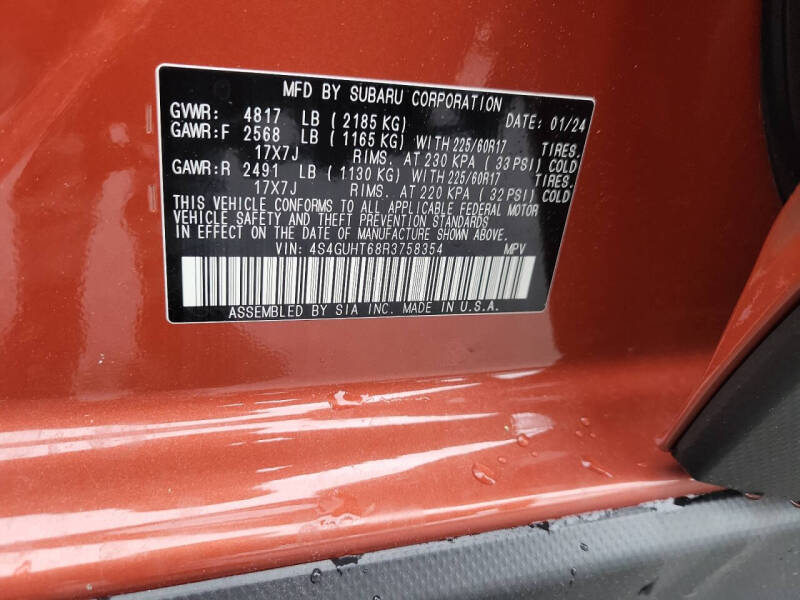 MFD BY SUBARU CORPORATION
GVWR: 4817 LB ( 2185 KG) DATE: 01/24
GAWR:F 2568 LB ( 1165 KG) WITH 225/60R17 TIRES,
17X7J RIMS, AT 230 KPA ( 33 PSI) COLD
GAWR:R 2491 LB ( 1130 KG) WITH 225/60R17 TIRES,
17X7J RIMS, AT 220 KPA ( 32 PSI) COLD
THIS VEHICLE CONFORMS TO ALL APPLICABLE FEDERAL MOTOR
VEHICLE SAFETY AND THEFT PREVENTION STANDARDS
IN EFFECT ON THE DATE OF MANUFACTURE SHOWN ABOVE.
VIN: 4S4GUHT68R3758354 MPV
ASSEMBLED BY SIA INC. MADE IN U.S.A.